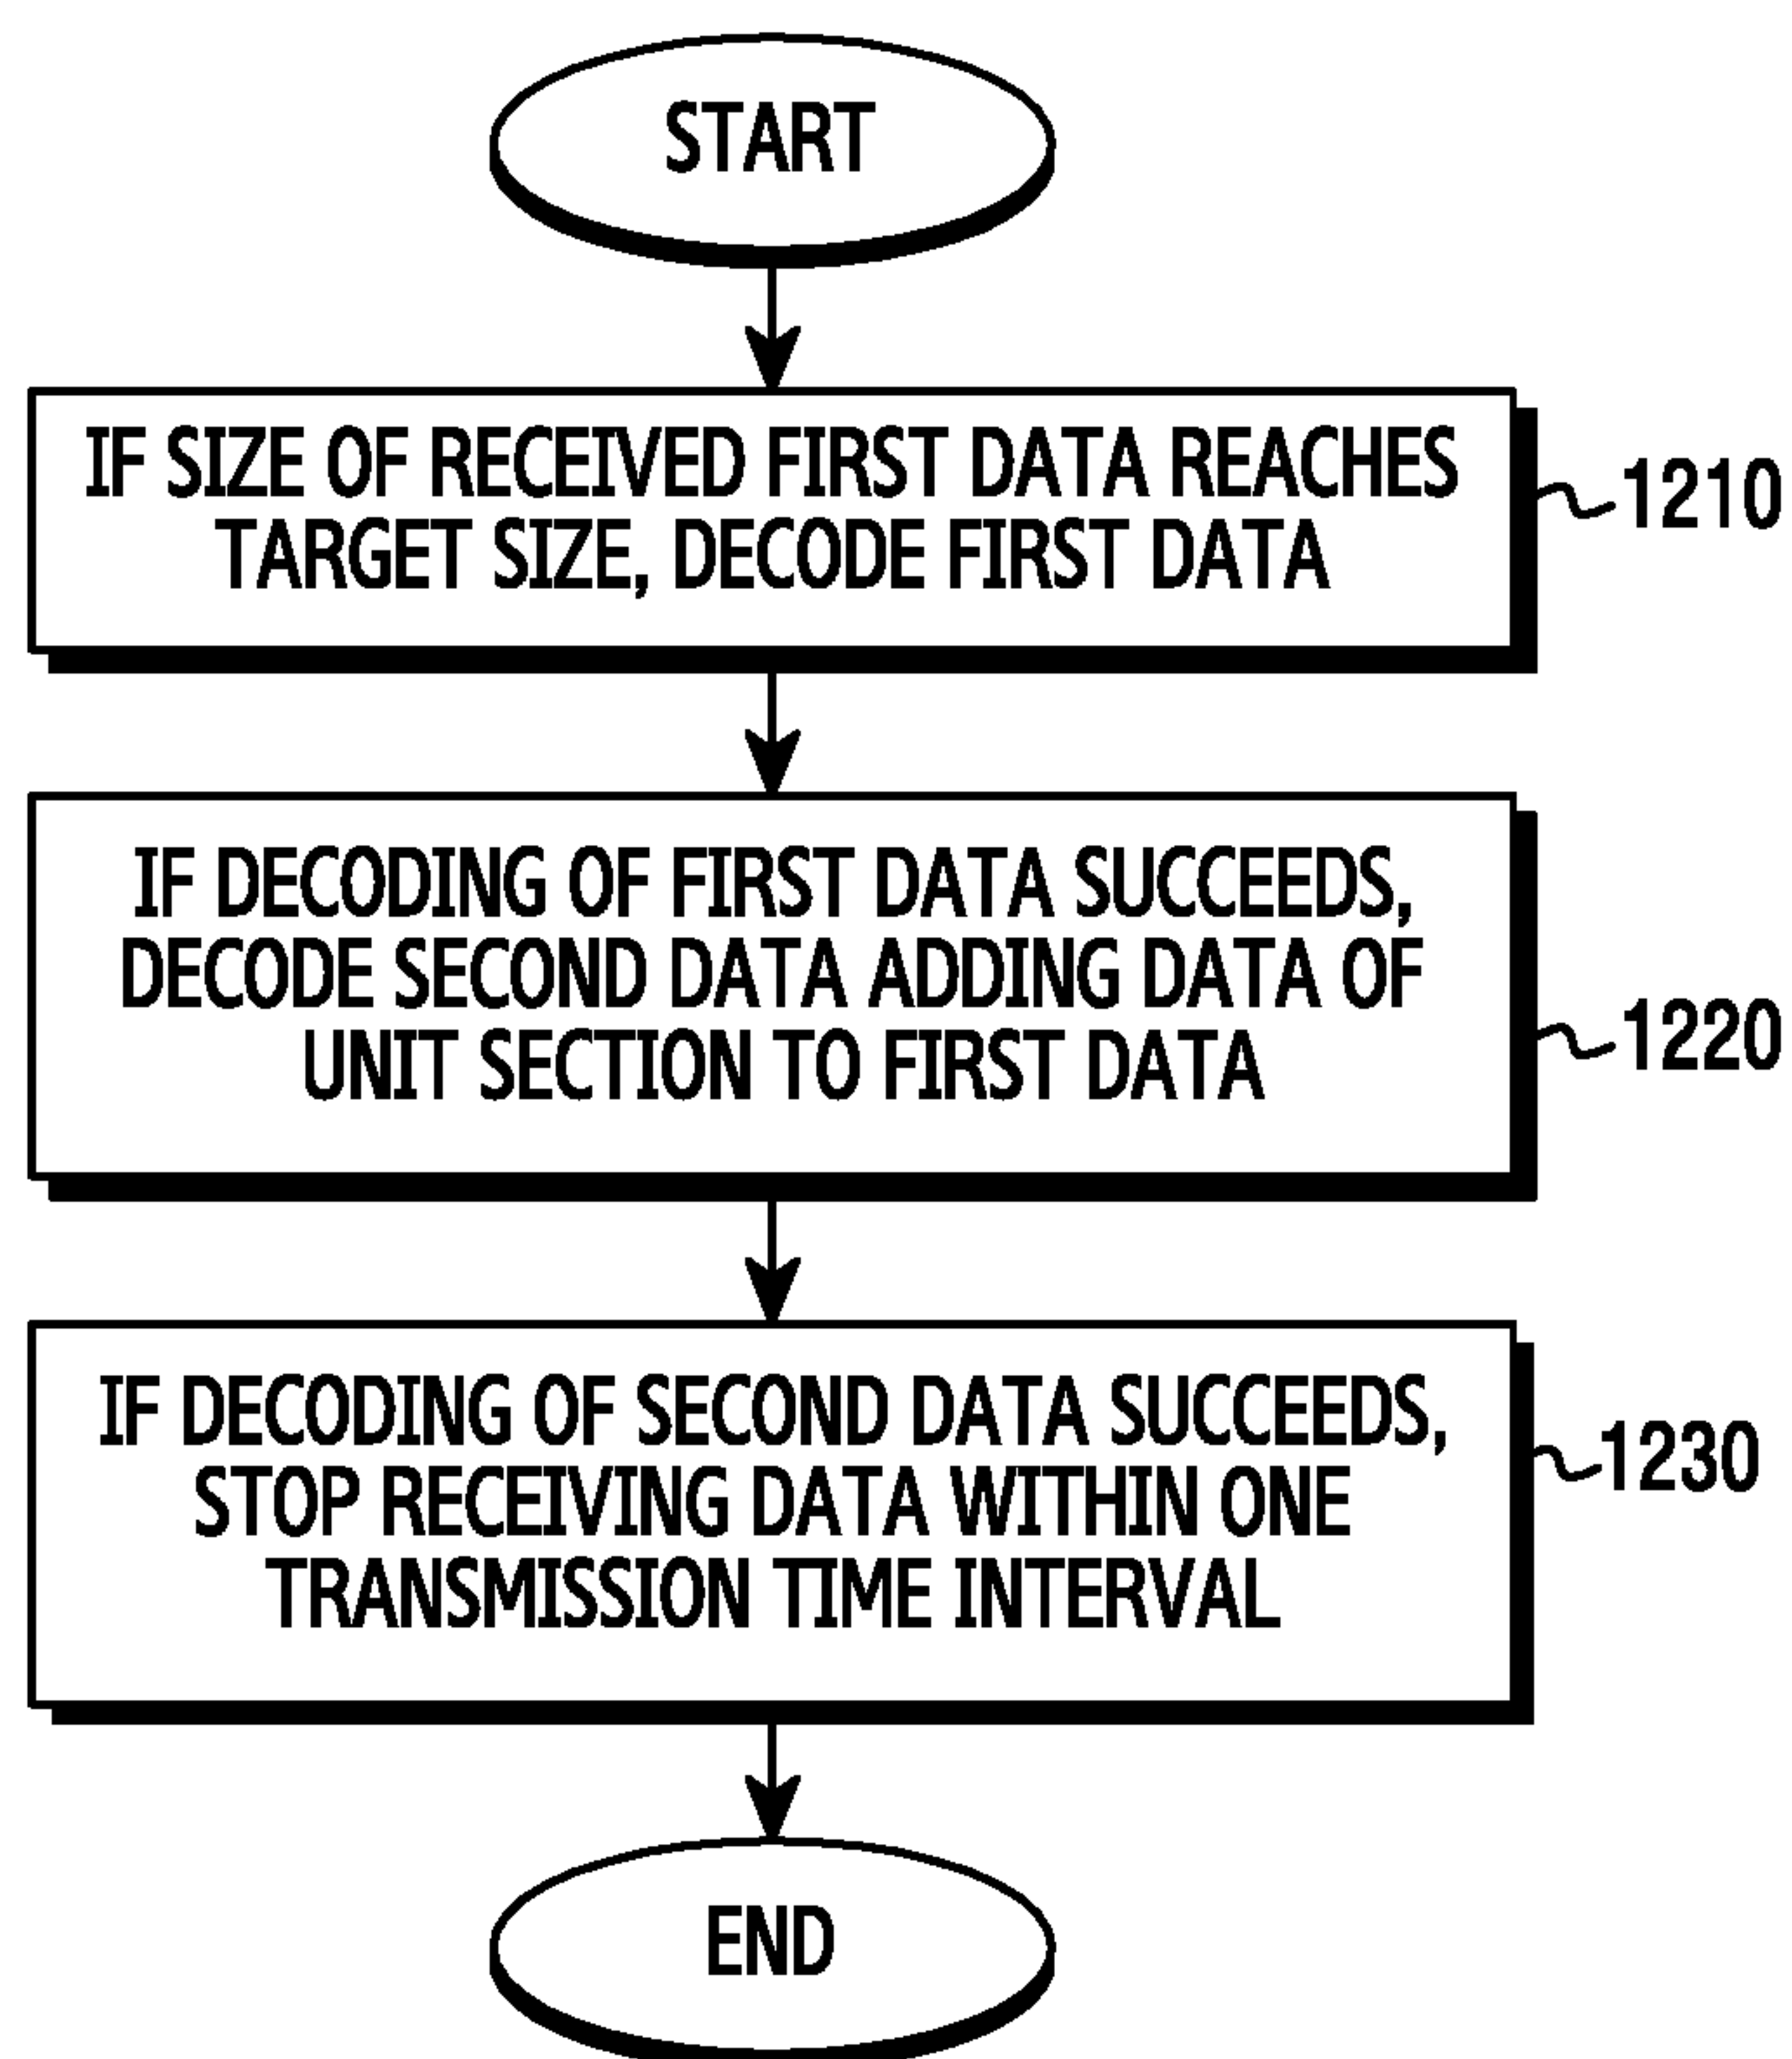 START
IF SIZE OF RECEIVED FIRST DATA REACHES
TARGET SIZE, DECODE FIRST DATA
1210
IF DECODING OF FIRST DATA SUCCEEDS,
DECODE SECOND DATA ADDING DATA OF
UNIT SECTION TO FIRST DATA
1220
IF DECODING OF SECOND DATA SUCCEEDS,
STOP RECEIVING DATA WITHIN ONE
TRANSMISSION TIME INTERVAL
1230
END